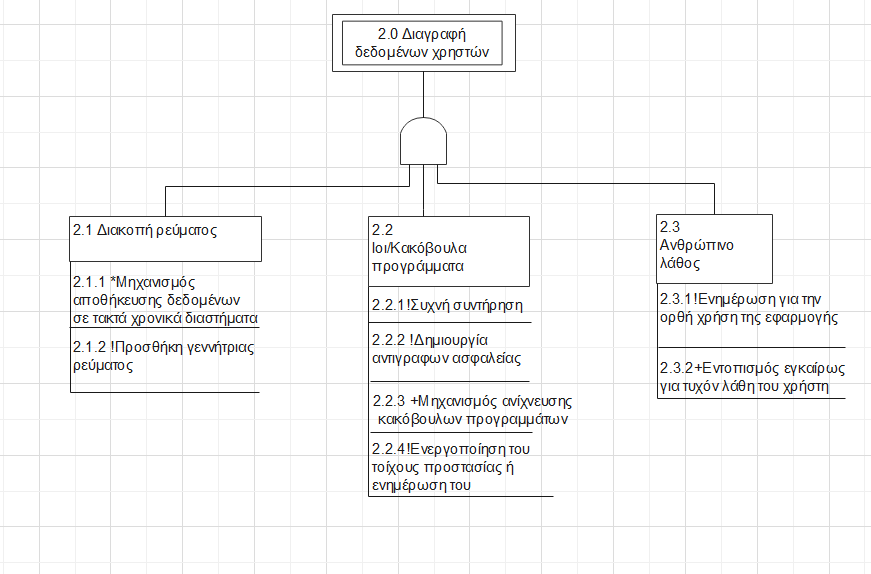 2.0 Διαγραφή
δεδομένων χρηστών
2.1 Διακοπή ρεύματος
2.1.1 *Μηχανισμός
αποθήκευσης δεδομένων
σε τακτά χρονικά διαστήματα
2.1.2 !Προσθήκη γεννήτριας
ρεύματος
2.2
Ιοι/Κακόβουλα
προγράμματα
2.2.1!Συχνή συντήρηση
2.2.2 !Δημιουργία
αντιγραφων ασφαλείας
2.2.3 +Μηχανισμός ανίχνευσης
κακόβουλων προγραμμάτων
2.2.4!Ενεργοποίηση του
τοίχους προστασίας ή
ενημέρωση του
2.3
Ανθρώπινο
λάθος
2.3.1!Ενημέρωση για την
ορθή χρήση της εφαρμογής
2.3.2+Εντοπισμός εγκαίρως
για τυχόν λάθη του χρήστη